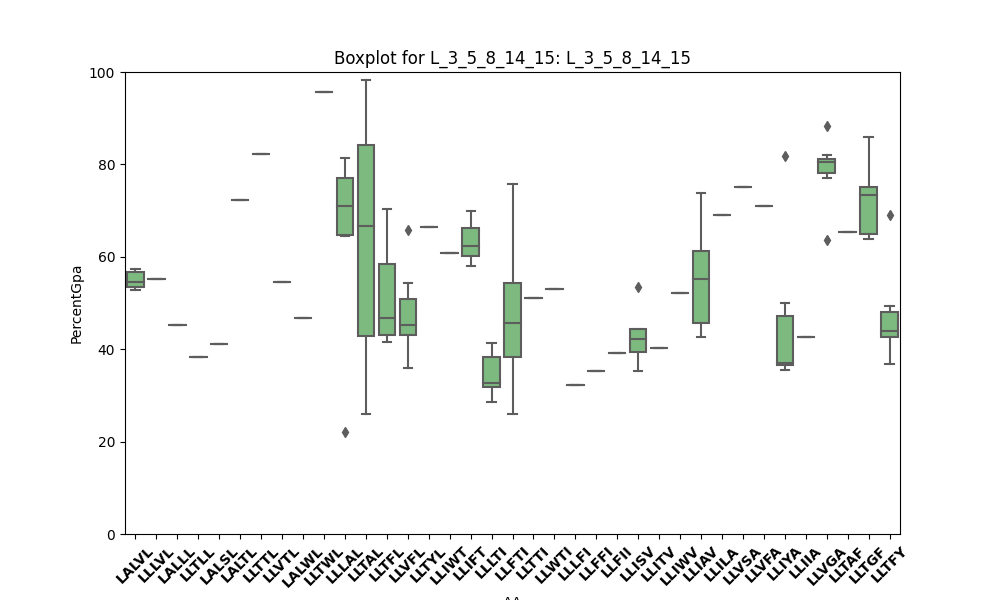 Boxplot for L_3_5_8_14_15: L_3_5_8_14_15
PercentGpa
100
80
60
40
20
0
LALVL
LLLVL
LALLL
LLTLL
LALSL
LALTL
LLTTL
LLVTL
LALWL
LLTWL
LLLAL
LLTAL
LLTFL
LLVFL
LLTYL
LLIWT
LLIFT
LLLTI
LLFTI
LLTTI
LLWTI
LLLFI
LLFFI
LLFII
LLISV
LLITV
LLIWV
LLIAV
LLILA
LLVSA
LLVFA
LLIYA
LLIIA
LLVGA
LLTAF
LLTGF
LLTFY